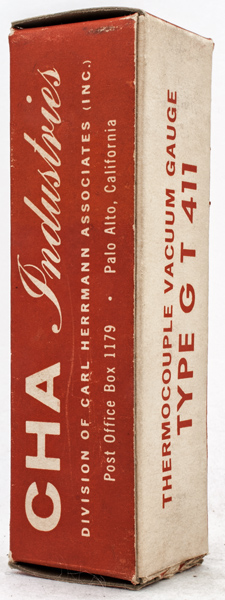 CHA Industries
DIVISION OF CARL HERRMANN ASSOCIATES (INC.)
Post Office Box 1179 • Palo Alto, California
THERMOCOUPLE VACUUM GAUGE
TYPE G T 411